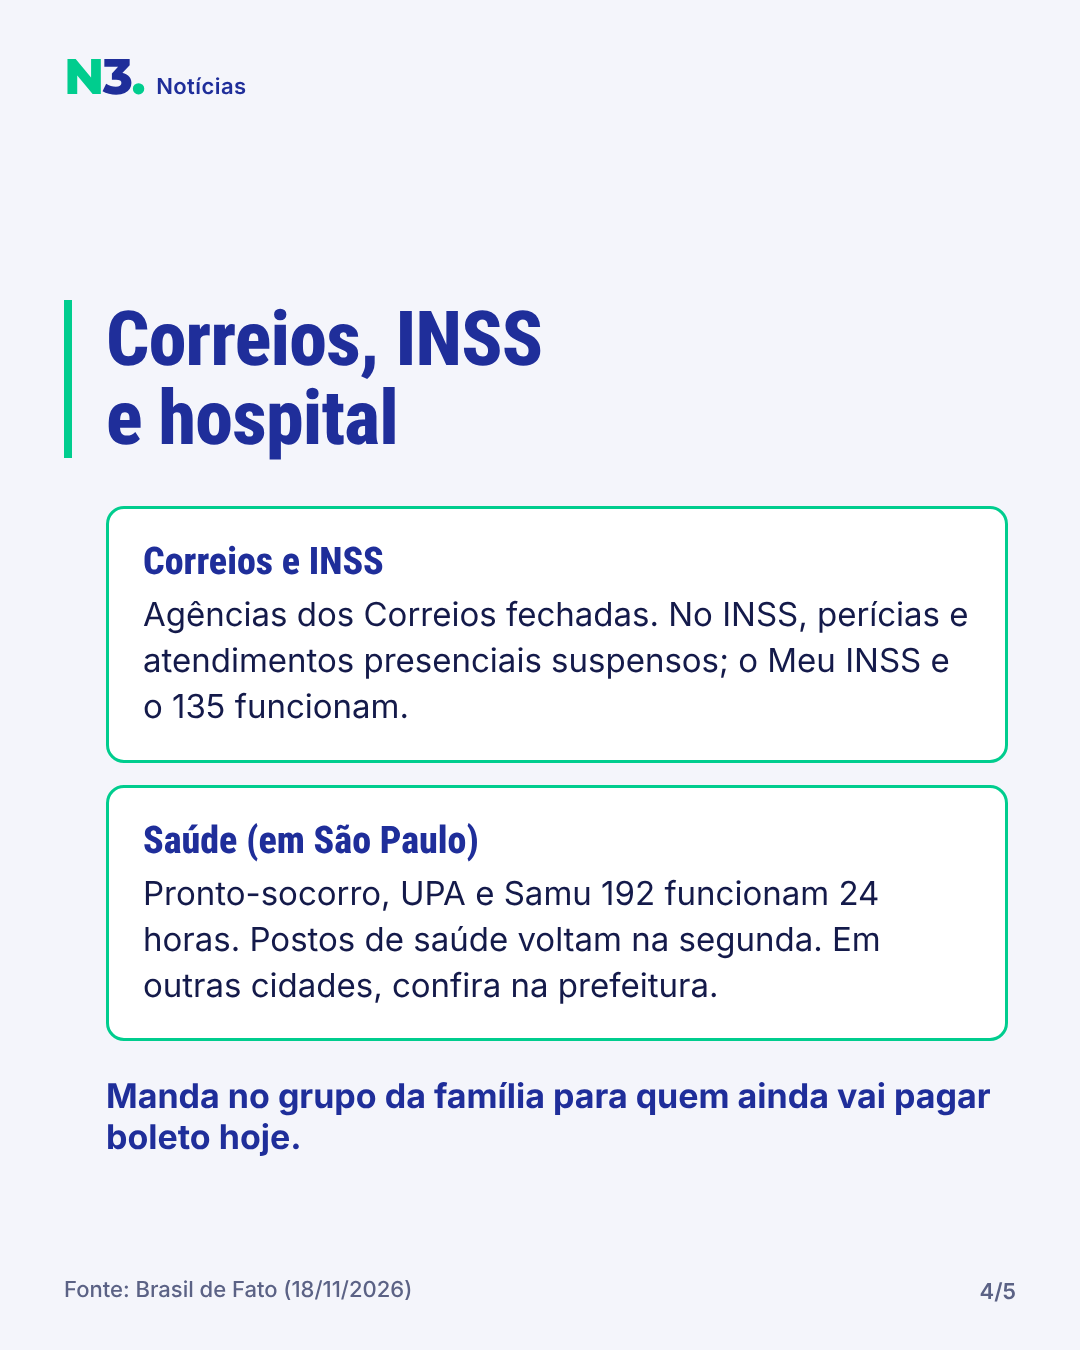 N3. Notícias
Correios, INSS
e hospital
Correios e INSS
Agências dos Correios fechadas. No INSS, perícias e
atendimentos presenciais suspensos; o Meu INSS e
o 135 funcionam.
Saúde (em São Paulo)
Pronto-socorro, UPA e Samu 192 funcionam 24
horas. Postos de saúde voltam na segunda. Em
outras cidades, confira na prefeitura.
Manda no grupo da família para quem ainda vai pagar
boleto hoje.
Fonte: Brasil de Fato (18/11/2026)
4/5